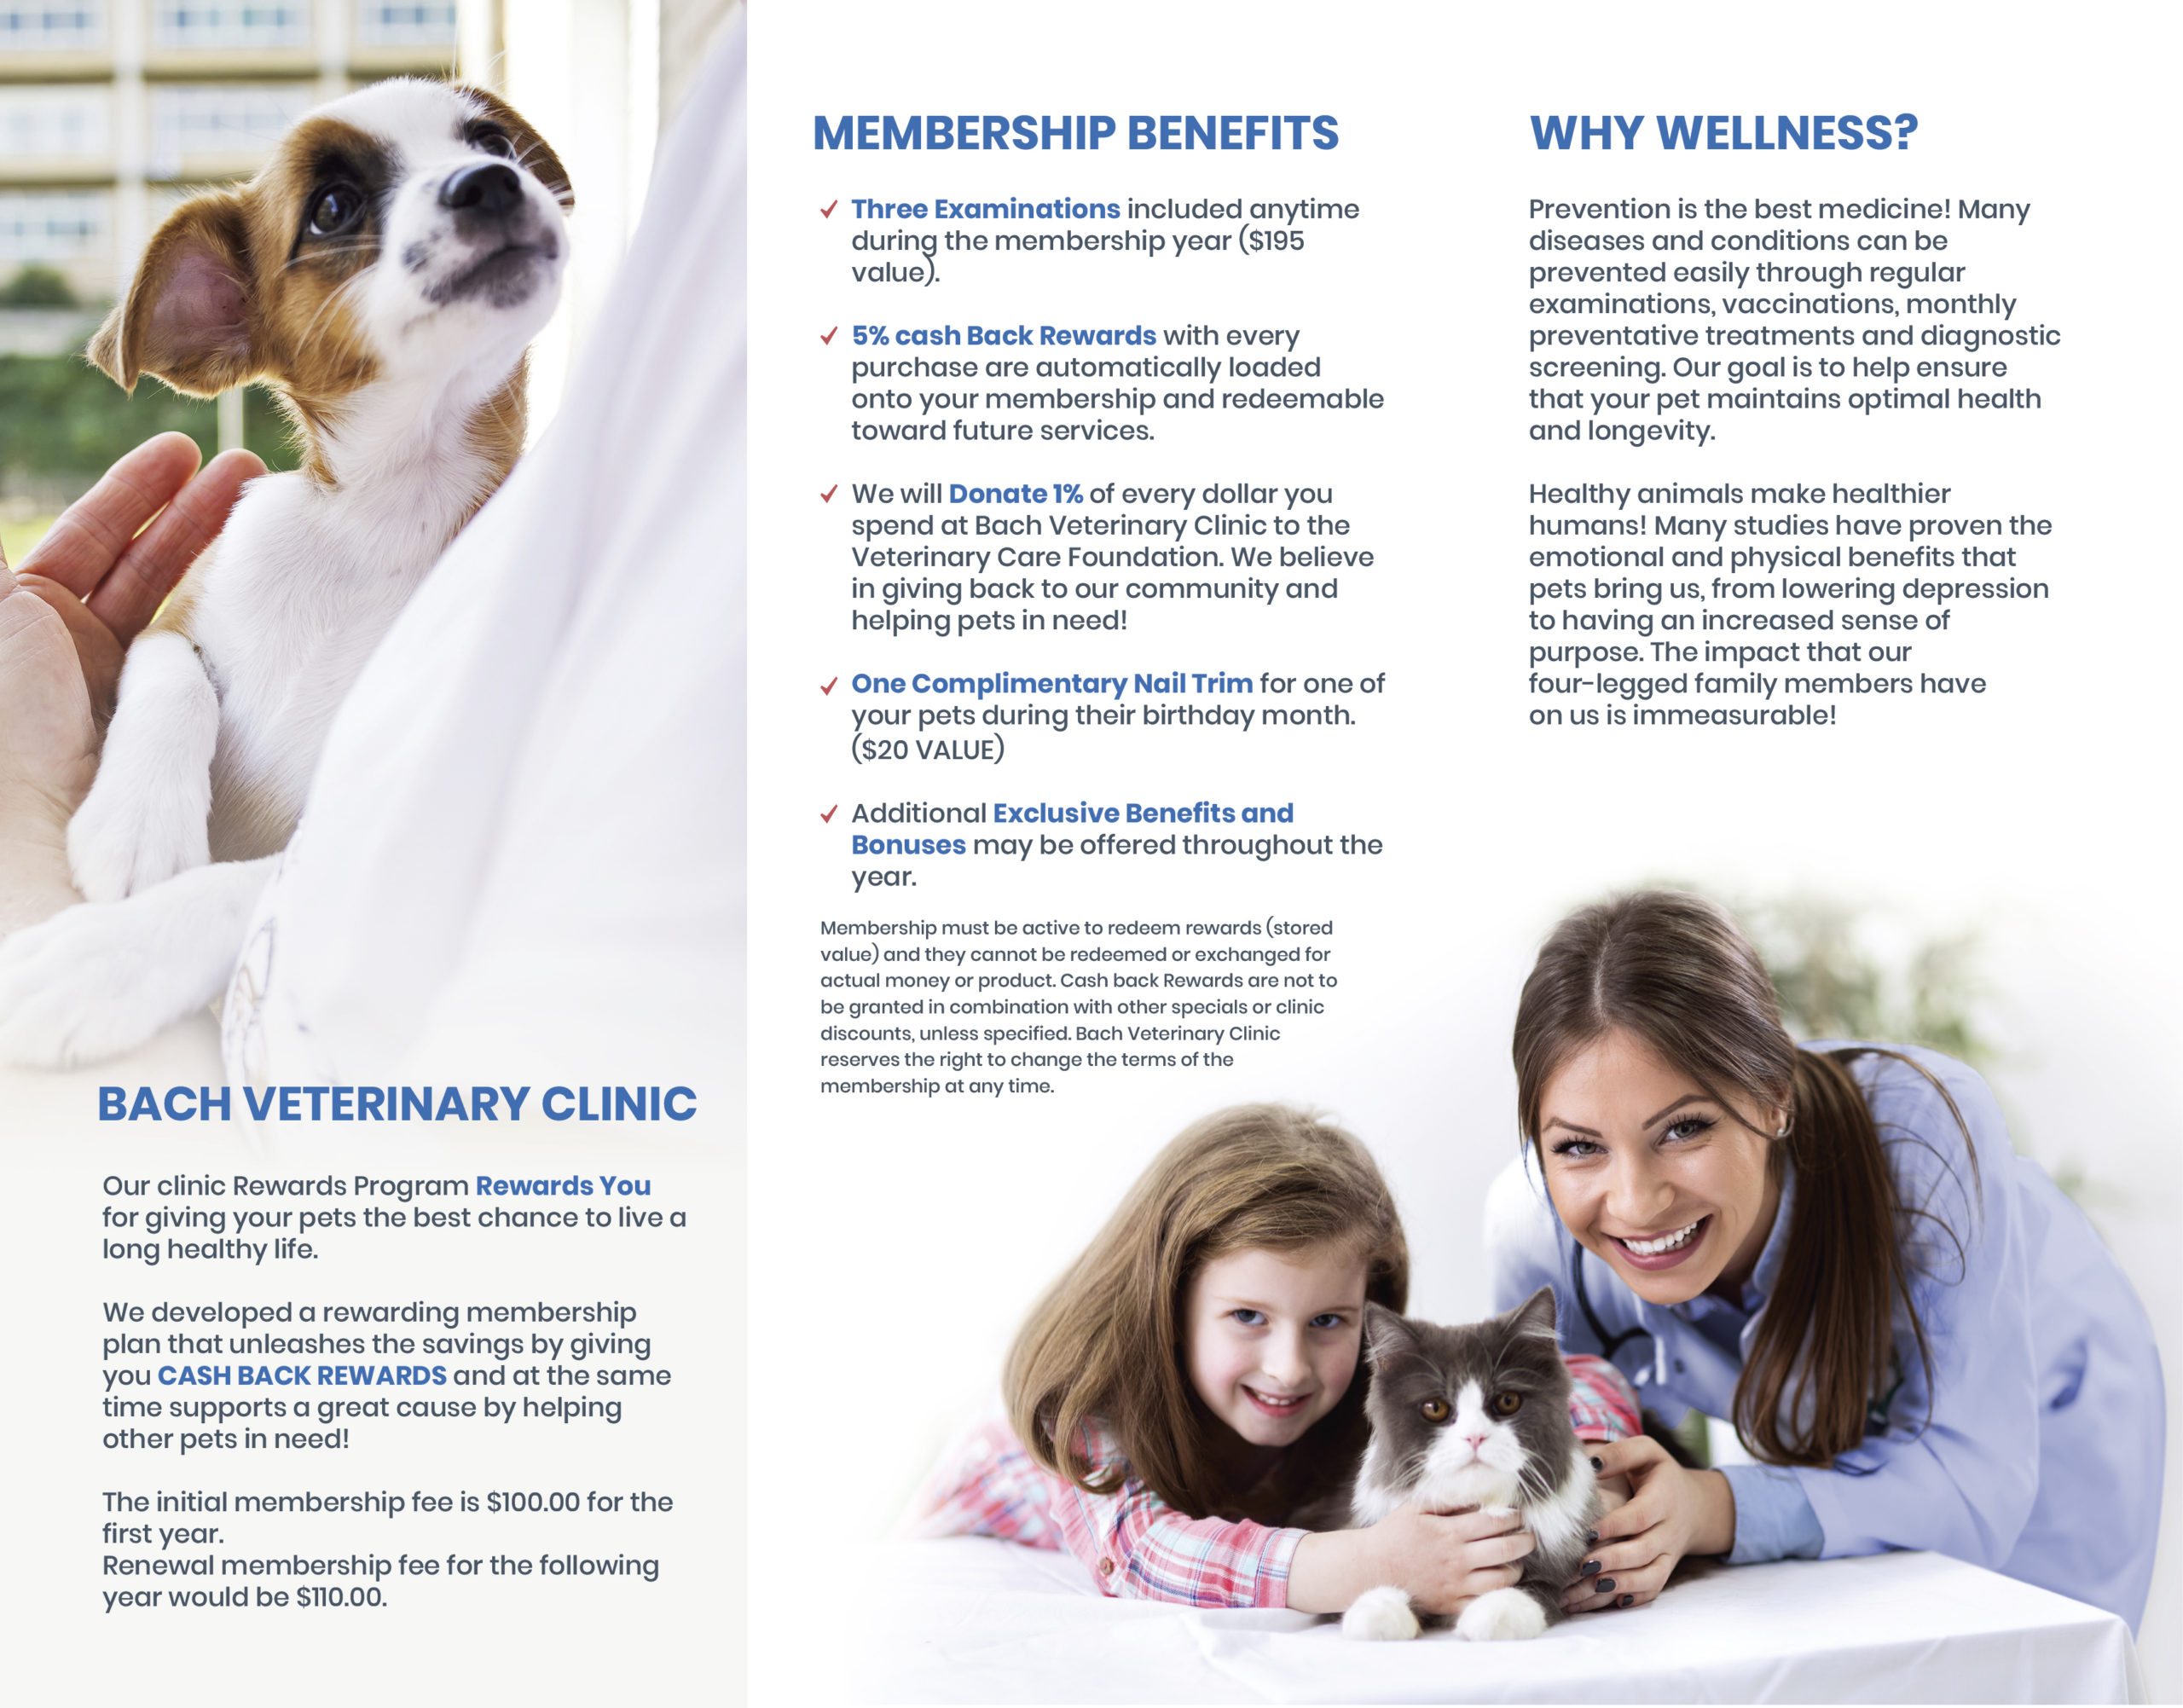 BACH VETERINARY CLINIC
Our clinic Rewards Program Rewards You
for giving your pets the best chance to live a
long healthy life.
We developed a rewarding membership
plan that unleashes the savings by giving
you CASH BACK REWARDS and at the same
time supports a great cause by helping
other pets in need!
The initial membership fee is $100.00 for the
first year.
Renewal membership fee for the following
year would be $110.00.
MEMBERSHIP BENEFITS
Three Examinations included anytime
during the membership year ($195
value).
5% cash Back Rewards with every
purchase are automatically loaded
onto your membership and redeemable
toward future services.
We will Donate 1% of every dollar you
spend at Bach Veterinary Clinic to the
Veterinary Care Foundation. We believe
in giving back to our community and
helping pets in need!
One Complimentary Nail Trim for one of
your pets during their birthday month.
($20 VALUE)
Additional Exclusive Benefits and
Bonuses may be offered throughout the
year.
Membership must be active to redeem rewards (stored
value) and they cannot be redeemed or exchanged for
actual money or product. Cash back Rewards are not to
be granted in combination with other specials or clinic
discounts, unless specified. Bach Veterinary Clinic
reserves the right to change the terms of the
membership at any time.
WHY WELLNESS?
Prevention is the best medicine! Many
diseases and conditions can be
prevented easily through regular
examinations, vaccinations, monthly
preventative treatments and diagnostic
screening. Our goal is to help ensure
that your pet maintains optimal health
and longevity.
Healthy animals make healthier
humans! Many studies have proven the
emotional and physical benefits that
pets bring us, from lowering depression
to having an increased sense of
purpose. The impact that our
four-legged family members have
on us is immeasurable!